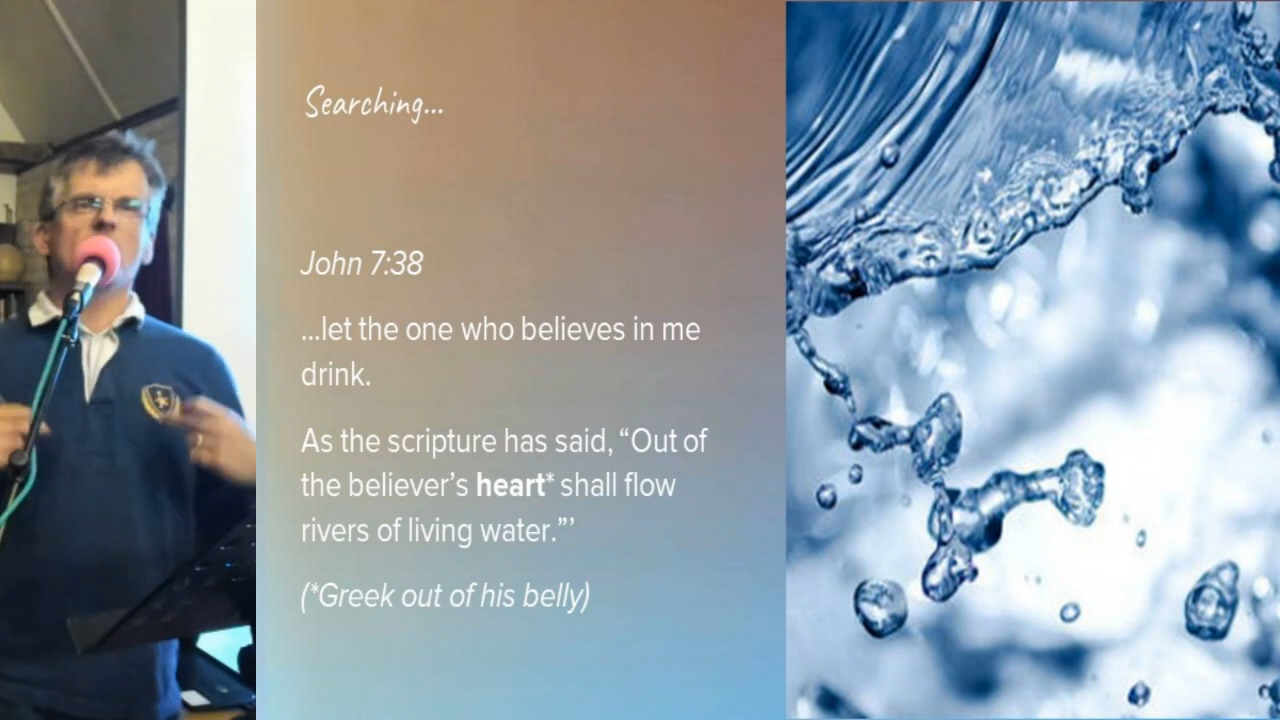 Searching...
John 7:38
...let the one who believes in me
drink.
As the scripture has said, “Out of
the believer’s heart* shall flow
rivers of living water.”’
(*Greek out of his belly)